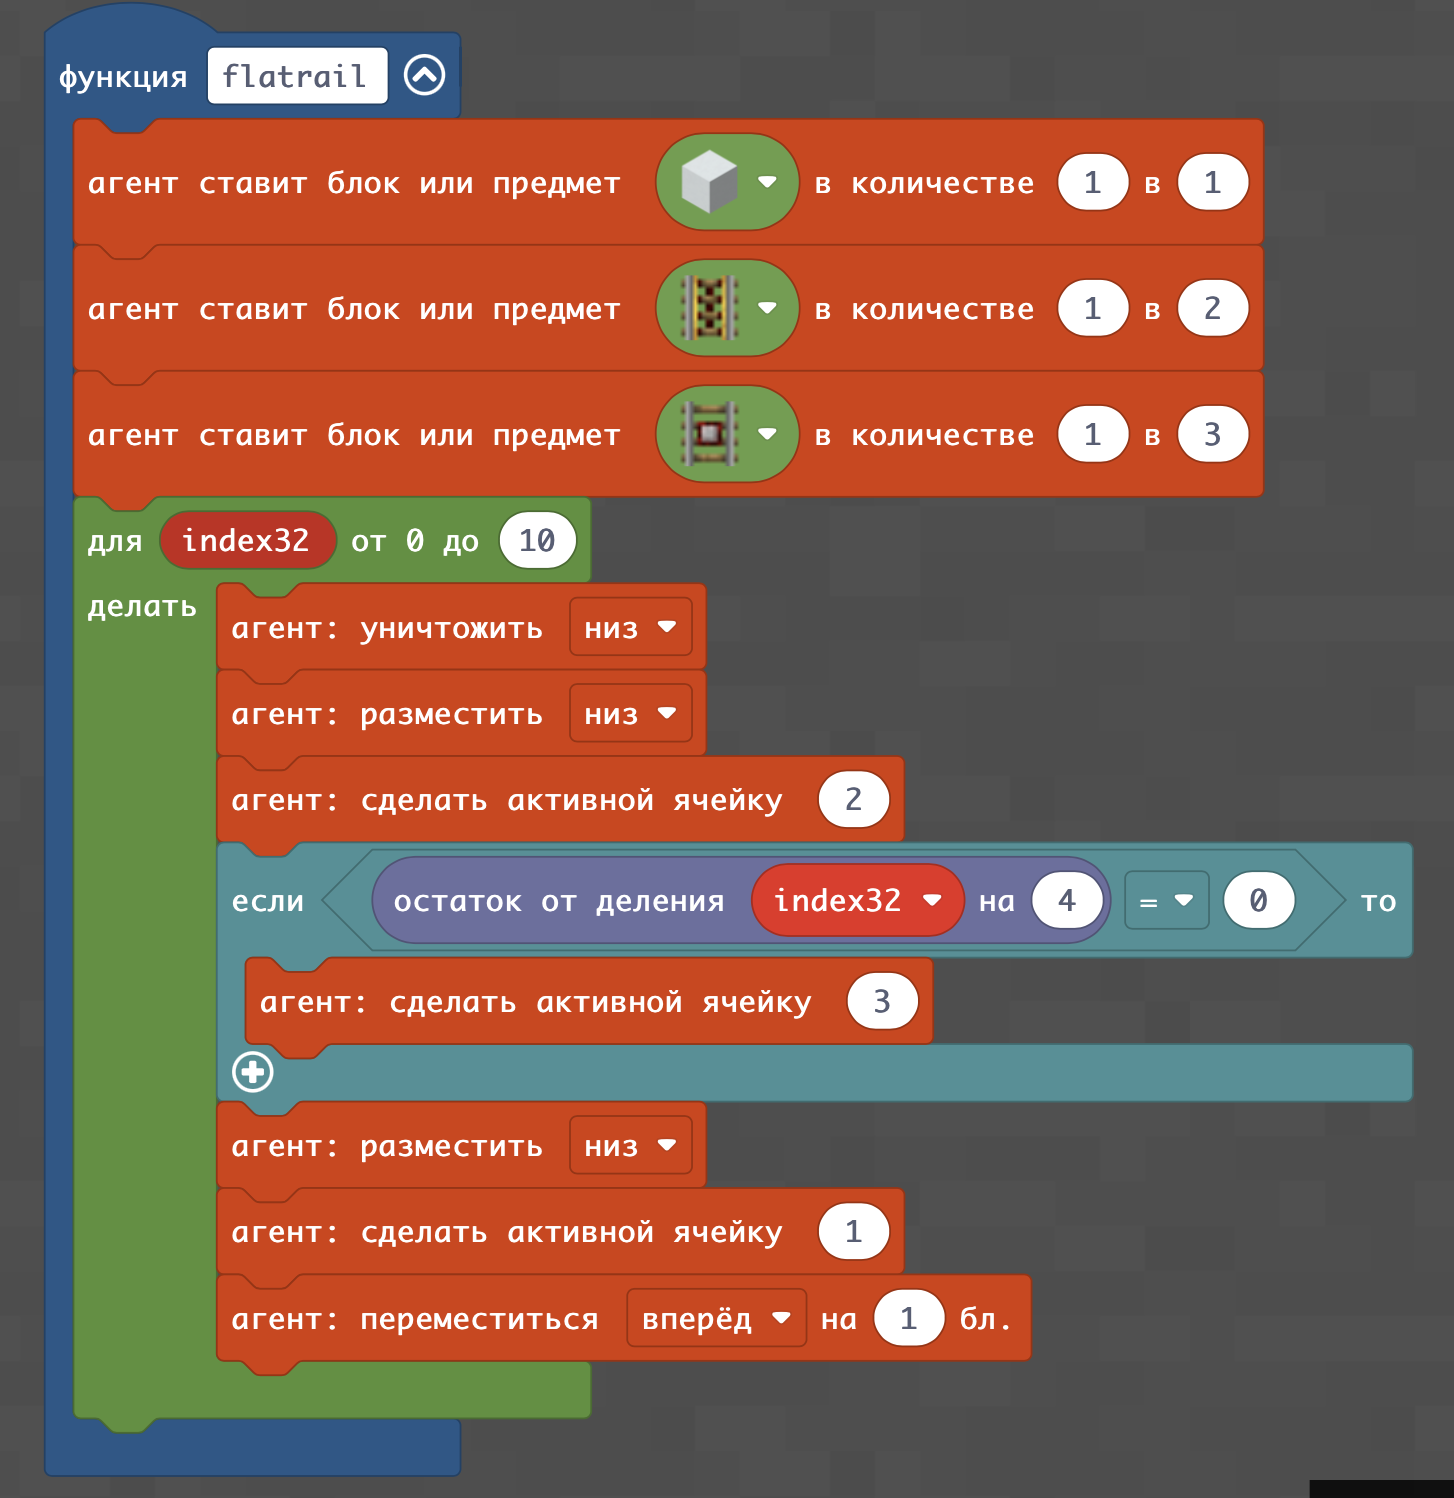 функция flatrail
агент ставит блок или предмет в количестве 1 в 1
агент ставит блок или предмет в количестве 1 в 2
агент ставит блок или предмет в количестве 1 в 3
для index32 от 0 до 10
делать
агент: уничтожить низ
агент: разместить низ
агент: сделать активной ячейку 2
если остаток от деления index32 на 4 = 0 то
агент: сделать активной ячейку 3
агент: разместить низ
агент: сделать активной ячейку 1
агент: переместиться вперёд на 1 бл.